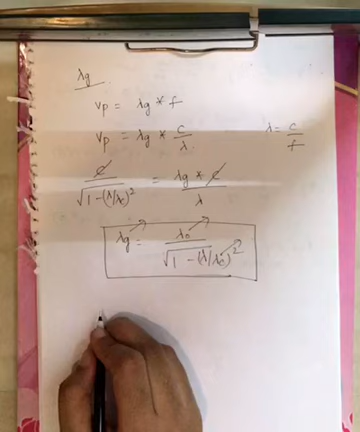 λg
vp = λg * f
vp = λg * c/λ    λ = c/f
c/√(1-(λ/λc)²) = λg * c/λ
λg = λ₀/√(1-(λ/λc)²)